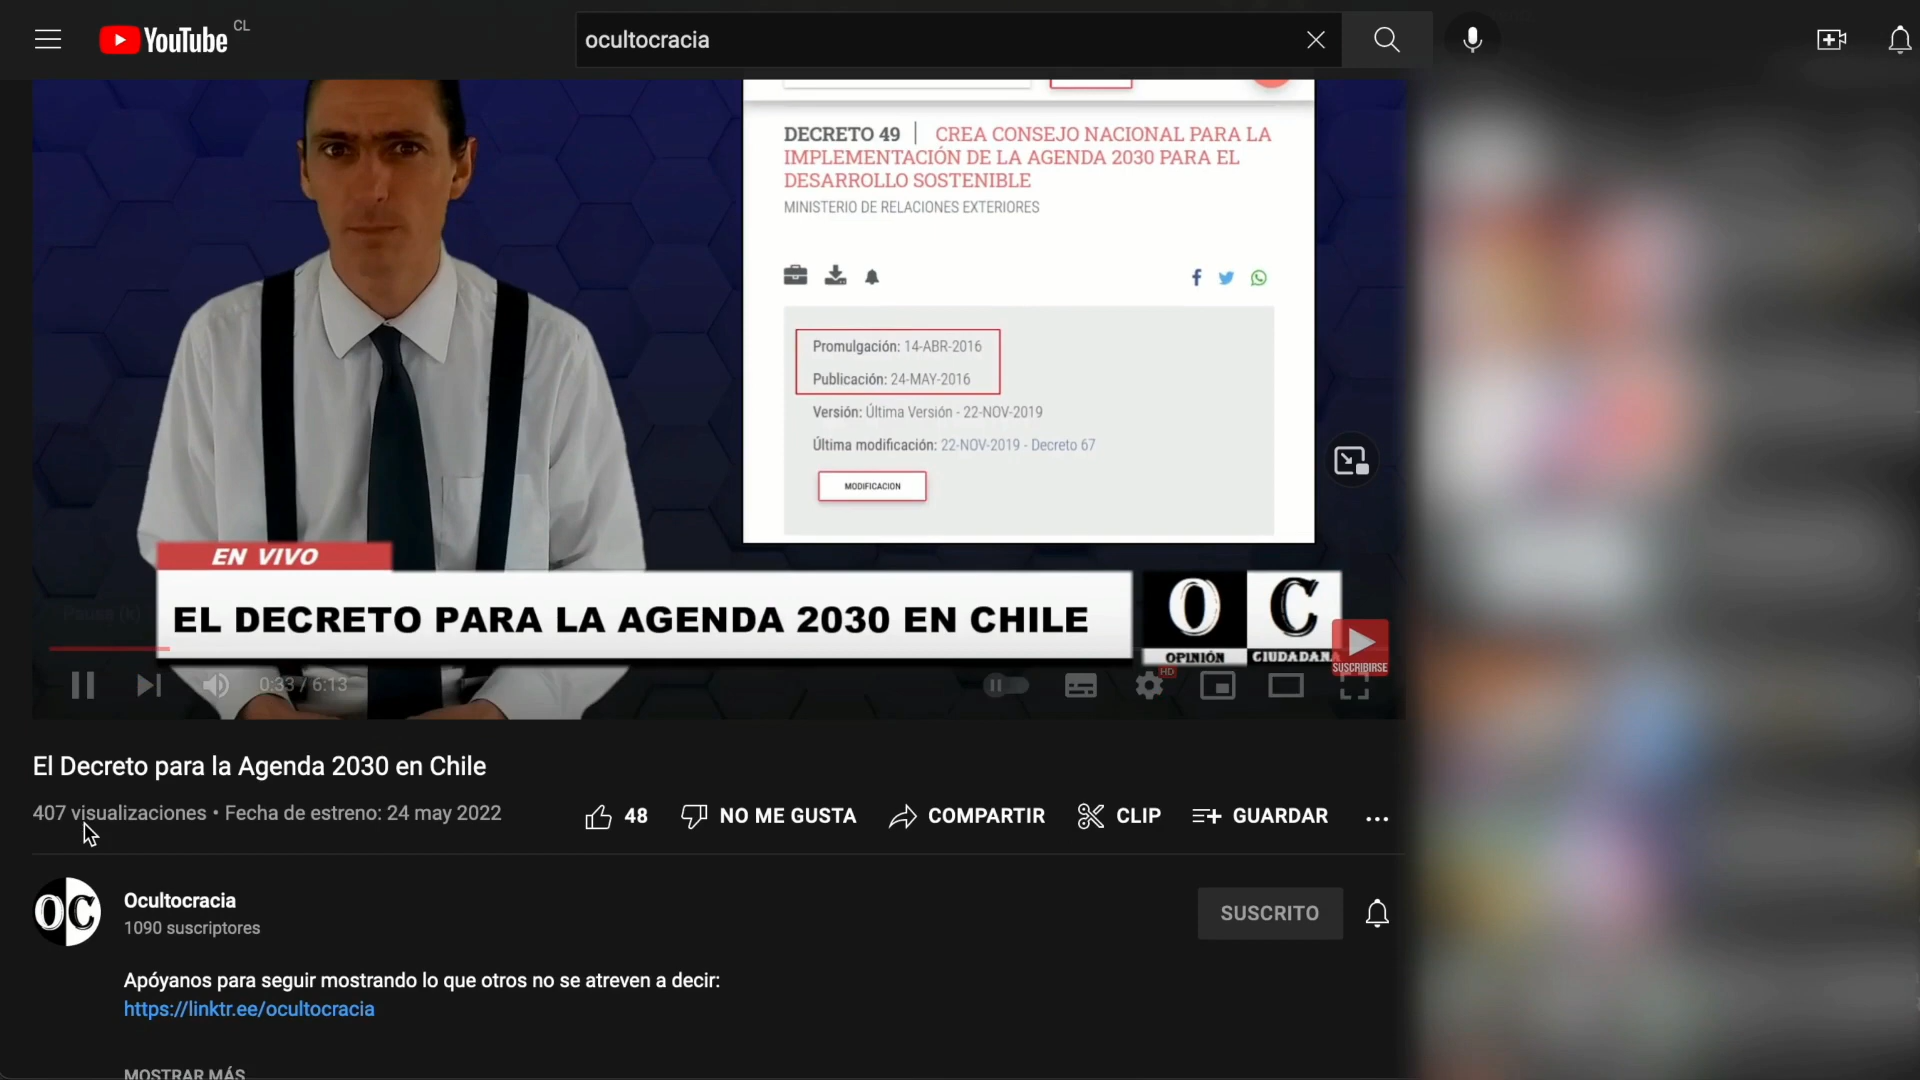 YouTube CL
ocultocracia
DECRETO 49 | CREA CONSEJO NACIONAL PARA LA
IMPLEMENTACIÓN DE LA AGENDA 2030 PARA EL
DESARROLLO SOSTENIBLE
MINISTERIO DE RELACIONES EXTERIORES
Promulgación: 14-ABR-2016
Publicación: 24-MAY-2016
Versión: Última Versión - 22-NOV-2019
Última modificación: 22-NOV-2019 - Decreto 67
MODIFICACION
EN VIVO
Pausa (k)
EL DECRETO PARA LA AGENDA 2030 EN CHILE
O C
OPINIÓN CIUDADANA
SUSCRIBIRSE
0:33 / 6:13
HD
El Decreto para la Agenda 2030 en Chile
407 visualizaciones • Fecha de estreno: 24 may 2022
48 NO ME GUSTA COMPARTIR CLIP GUARDAR
OC
Ocultocracia
1090 suscriptores
SUSCRITO
Apóyanos para seguir mostrando lo que otros no se atreven a decir:
https://linktr.ee/ocultocracia
MOSTRAR MÁS